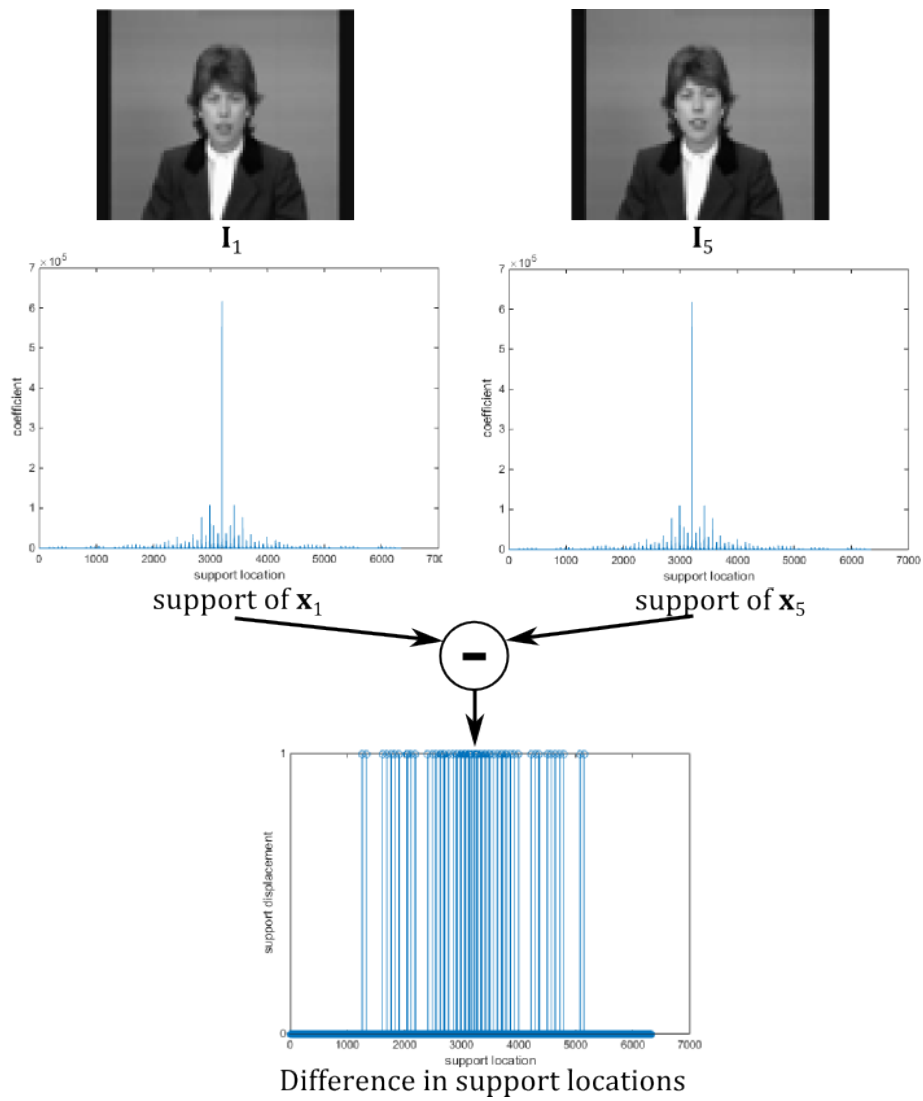 I1
I5
×10^5
7
6
5
4
3
2
1
0
coefficient
0 1000 2000 3000 4000 5000 6000 700
support location
support of x1
×10^5
7
6
5
4
3
2
1
0
coefficient
0 1000 2000 3000 4000 5000 6000 7000
support location
support of x5
-
1
0
support displacement
0 1000 2000 3000 4000 5000 6000 7000
support location
Difference in support locations